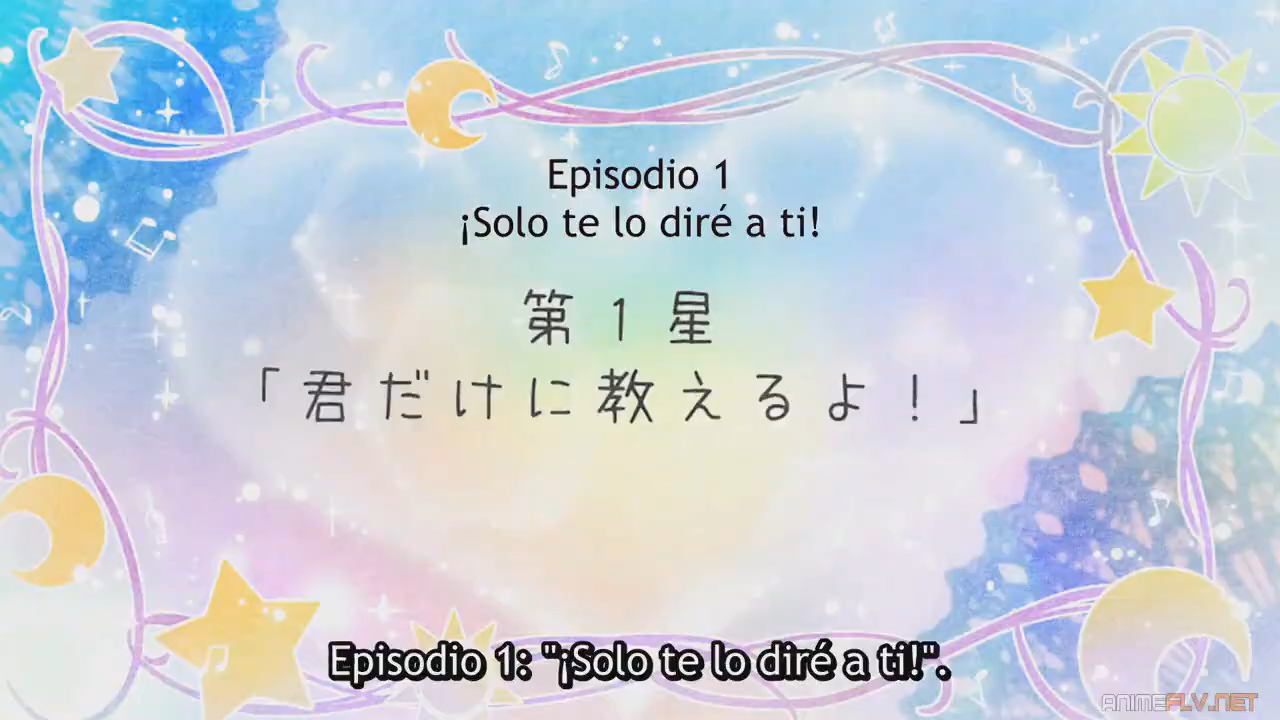 Episodio 1
¡Solo te lo diré a ti!
第1星
「君だけに教えるよ！」
Episodio 1: "¡Solo te lo diré a ti!".
ANIMEFLV.NET